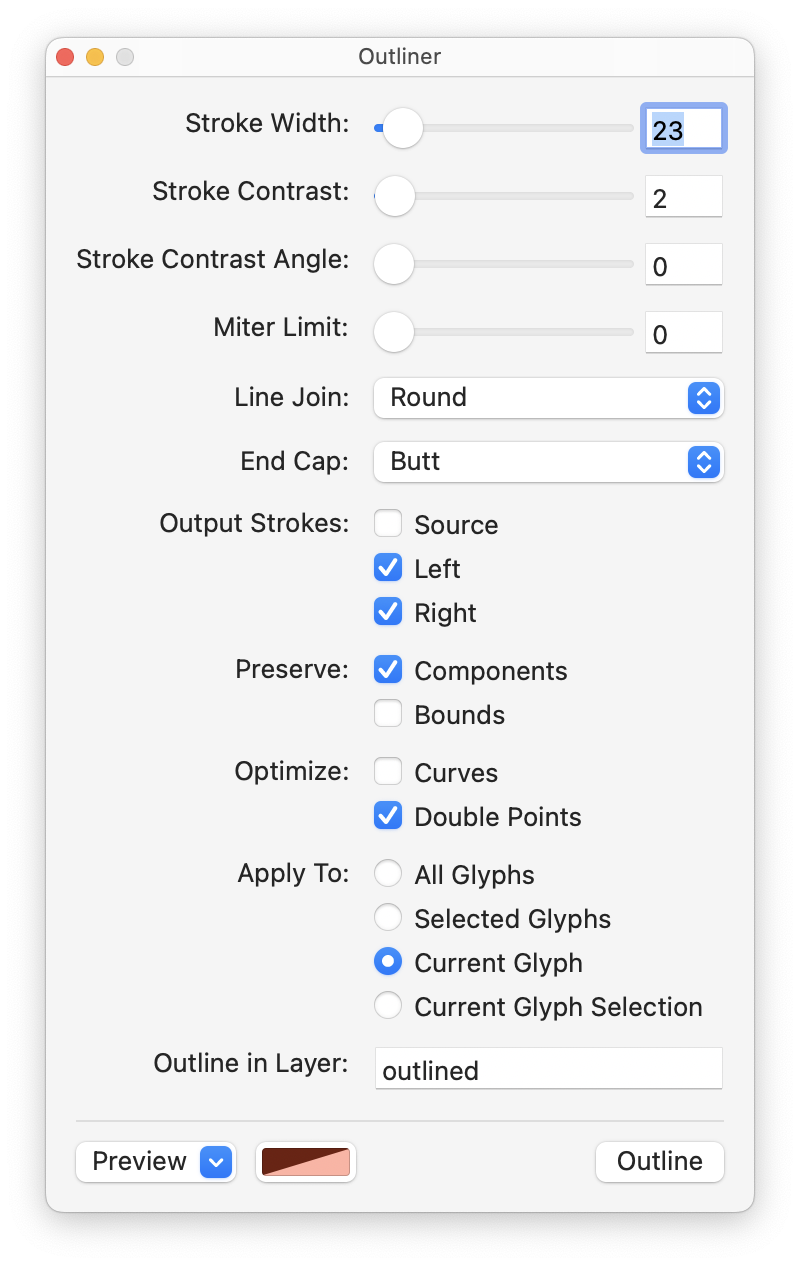 Outliner
Stroke Width: 23
Stroke Contrast: 2
Stroke Contrast Angle: 0
Miter Limit: 0
Line Join: Round
End Cap: Butt
Output Strokes: Source
Left
Right
Preserve: Components
Bounds
Optimize: Curves
Double Points
Apply To: All Glyphs
Selected Glyphs
Current Glyph
Current Glyph Selection
Outline in Layer: outlined
Preview Outline